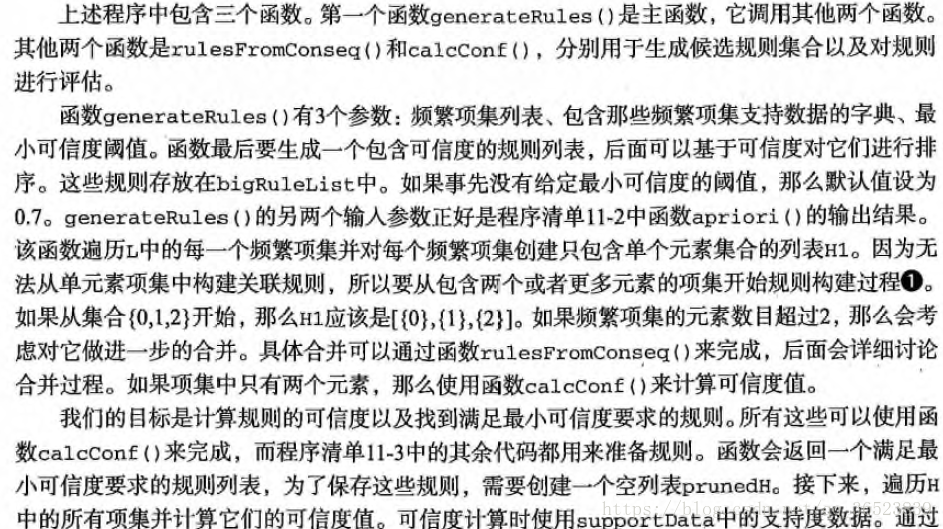 上述程序中包含三个函数。第一个函数generateRules()是主函数，它调用其他两个函数。
其他两个函数是rulesFromConseq()和calcConf()，分别用于生成候选规则集合以及对规则
进行评估。
函数generateRules()有3个参数：频繁项集列表、包含那些频繁项集支持数据的字典、最
小可信度阈值。函数最后要生成一个包含可信度的规则列表，后面可以基于可信度对它们进行排
序。这些规则存放在bigRuleList中。如果事先没有给定最小可信度的阈值，那么默认值设为
0.7。generateRules()的另两个输入参数正好是程序清单11-2中函数apriori()的输出结果。
该函数遍历L中的每一个频繁项集并对每个频繁项集创建只包含单个元素集合的列表H1。因为无
法从单元素项集中构建关联规则，所以要从包含两个或者更多元素的项集开始规则构建过程❶。
如果从集合{0,1,2}开始，那么H1应该是[{0},{1},{2}]。如果频繁项集的元素数目超过2，那么会考
虑对它做进一步的合并。具体合并可以通过函数rulesFromConseq()来完成，后面会详细讨论
合并过程。如果项集中只有两个元素，那么使用函数calcConf()来计算可信度值。
我们的目标是计算规则的可信度以及找到满足最小可信度要求的规则。所有这些可以使用函
数calcConf()来完成，而程序清单11-3中的其余代码都用来准备规则。函数会返回一个满足最
小可信度要求的规则列表，为了保存这些规则，需要创建一个空列表prunedH。接下来，遍历H
中的所有项集并计算它们的可信度值。可信度计算时使用supportData中的支持度数据。通过